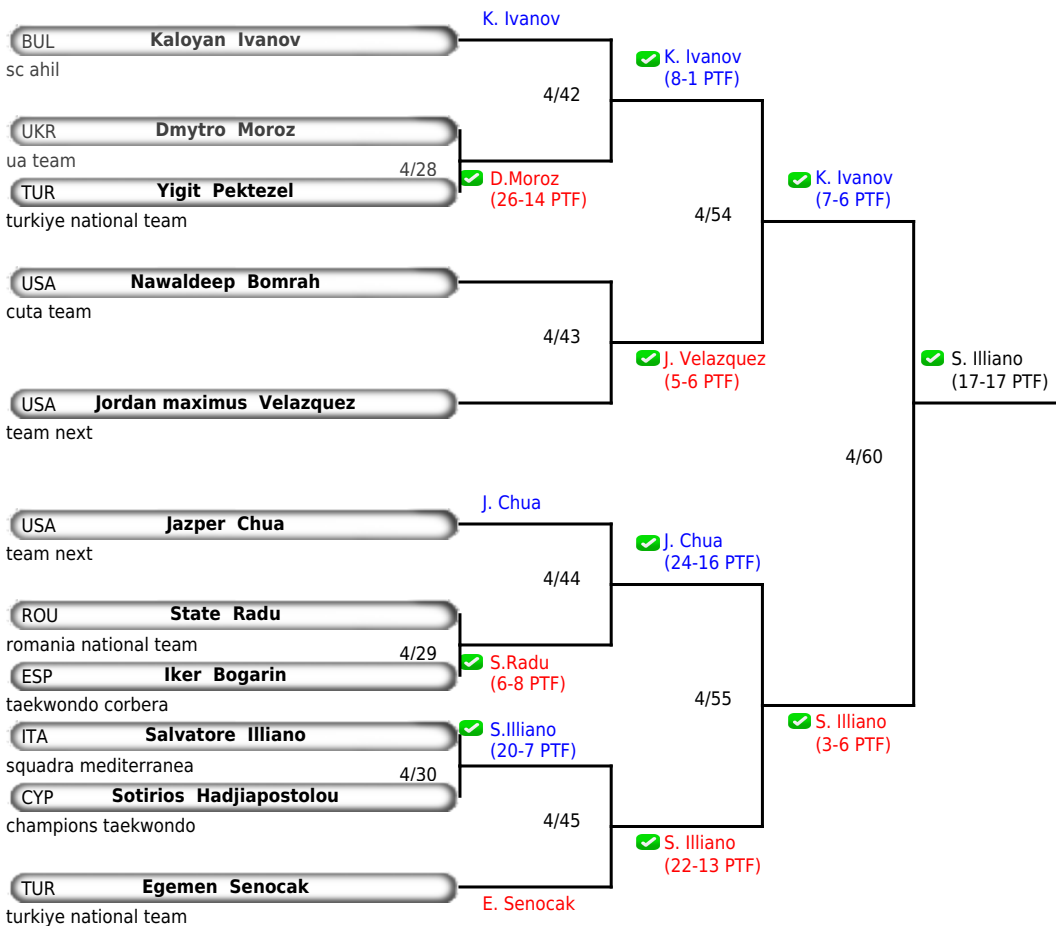 K. Ivanov
BUL Kaloyan Ivanov
sc ahil
K. Ivanov
(8-1 PTF)
4/42
UKR Dmytro Moroz
ua team
4/28
D.Moroz
(26-14 PTF)
TUR Yigit Pektezel
turkiye national team
K. Ivanov
(7-6 PTF)
4/54
USA Nawaldeep Bomrah
cuta team
4/43
J. Velazquez
(5-6 PTF)
S. Illiano
(17-17 PTF)
USA Jordan maximus Velazquez
team next
4/60
J. Chua
USA Jazper Chua
team next
J. Chua
(24-16 PTF)
4/44
ROU State Radu
romania national team
4/29
S.Radu
(6-8 PTF)
ESP Iker Bogarin
taekwondo corbera
4/55
S. Illiano
(3-6 PTF)
ITA Salvatore Illiano
squadra mediterranea
S.Illiano
(20-7 PTF)
4/30
CYP Sotirios Hadjiapostolou
champions taekwondo
4/45
S. Illiano
(22-13 PTF)
TUR Egemen Senocak
turkiye national team
E. Senocak